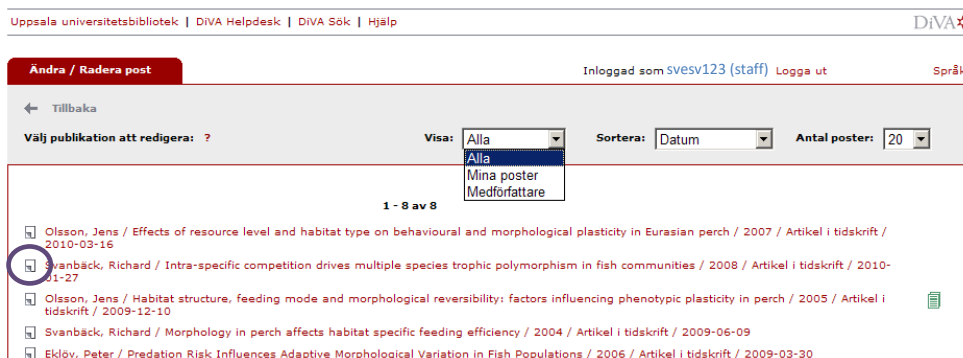 Uppsala universitetsbibliotek | DiVA Helpdesk | DiVA Sök | Hjälp DiVA
Ändra / Radera post Inloggad som svesv123 (staff) Logga ut Språk
Tillbaka
Välj publikation att redigera: ? Visa: Alla Sortera: Datum Antal poster: 20
Alla
Mina poster
Medförfattare
1 - 8 av 8
Olsson, Jens / Effects of resource level and habitat type on behavioural and morphological plasticity in Eurasian perch / 2007 / Artikel i tidskrift /
2010-03-16
Svanbäck, Richard / Intra-specific competition drives multiple species trophic polymorphism in fish communities / 2008 / Artikel i tidskrift / 2010-
01-27
Olsson, Jens / Habitat structure, feeding mode and morphological reversibility: factors influencing phenotypic plasticity in perch / 2005 / Artikel i
tidskrift / 2009-12-10
Svanbäck, Richard / Morphology in perch affects habitat specific feeding efficiency / 2004 / Artikel i tidskrift / 2009-06-09
Eklöv, Peter / Predation Risk Influences Adaptive Morphological Variation in Fish Populations / 2006 / Artikel i tidskrift / 2009-03-30